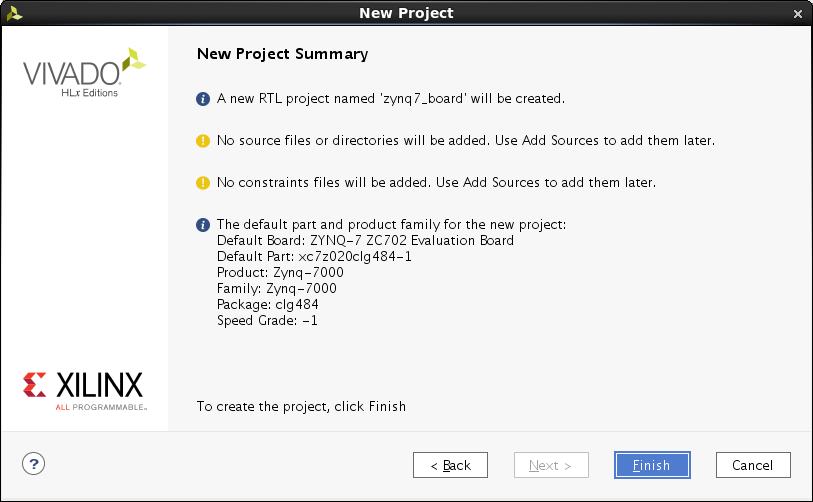 New Project
VIVADO
HLx Editions
New Project Summary
A new RTL project named 'zynq7_board' will be created.
No source files or directories will be added. Use Add Sources to add them later.
No constraints files will be added. Use Add Sources to add them later.
The default part and product family for the new project:
Default Board: ZYNQ-7 ZC702 Evaluation Board
Default Part: xc7z020clg484-1
Product: Zynq-7000
Family: Zynq-7000
Package: clg484
Speed Grade: -1
XILINX
ALL PROGRAMMABLE™
To create the project, click Finish
?
< Back
Next >
Finish
Cancel